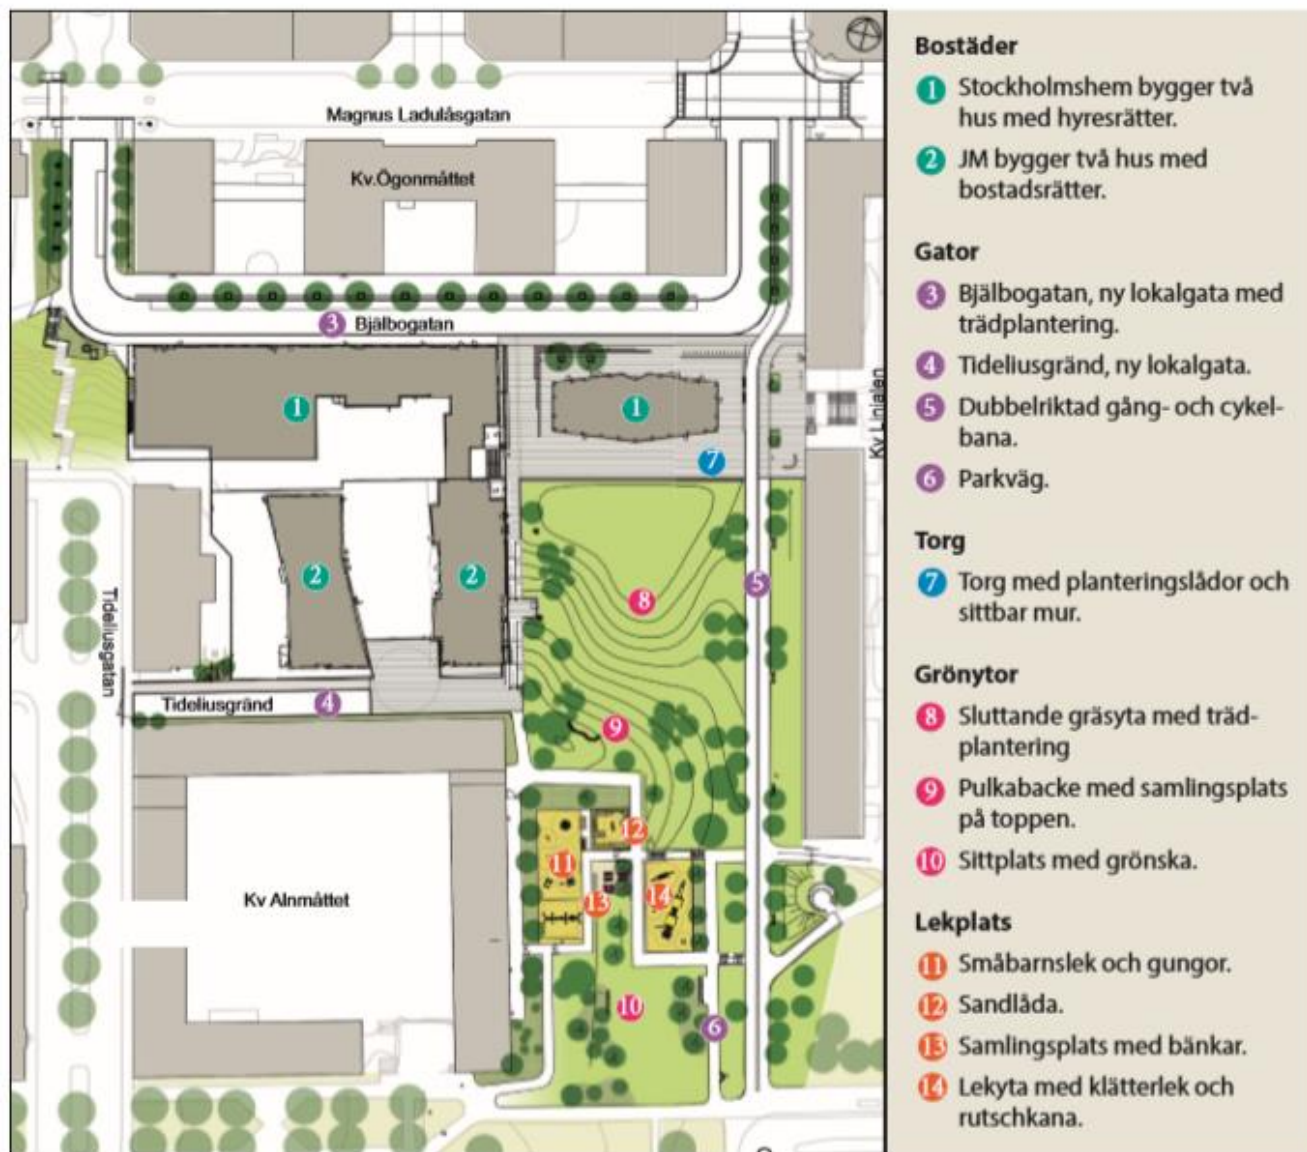 Magnus Ladulåsgatan
Kv.Ögonmåttet
3 Bjälbogatan
Kv Linjalen
1
1
7
2
2
5
8
Tideliusgatan
Tideliusgränd 4
9
12
11
14
13
Kv Alnmåttet
10
6
Bostäder
1 Stockholmshem bygger två
hus med hyresrätter.
2 JM bygger två hus med
bostadsrätter.
Gator
3 Bjälbogatan, ny lokalgata med
trädplantering.
4 Tideliusgränd, ny lokalgata.
5 Dubbelriktad gång- och cykel-
bana.
6 Parkväg.
Torg
7 Torg med planteringslådor och
sittbar mur.
Grönytor
8 Sluttande gräsyta med träd-
plantering
9 Pulkabacke med samlingsplats
på toppen.
10 Sittplats med grönska.
Lekplats
11 Småbarnslek och gungor.
12 Sandlåda.
13 Samlingsplats med bänkar.
14 Lekyta med klätterlek och
rutschkana.